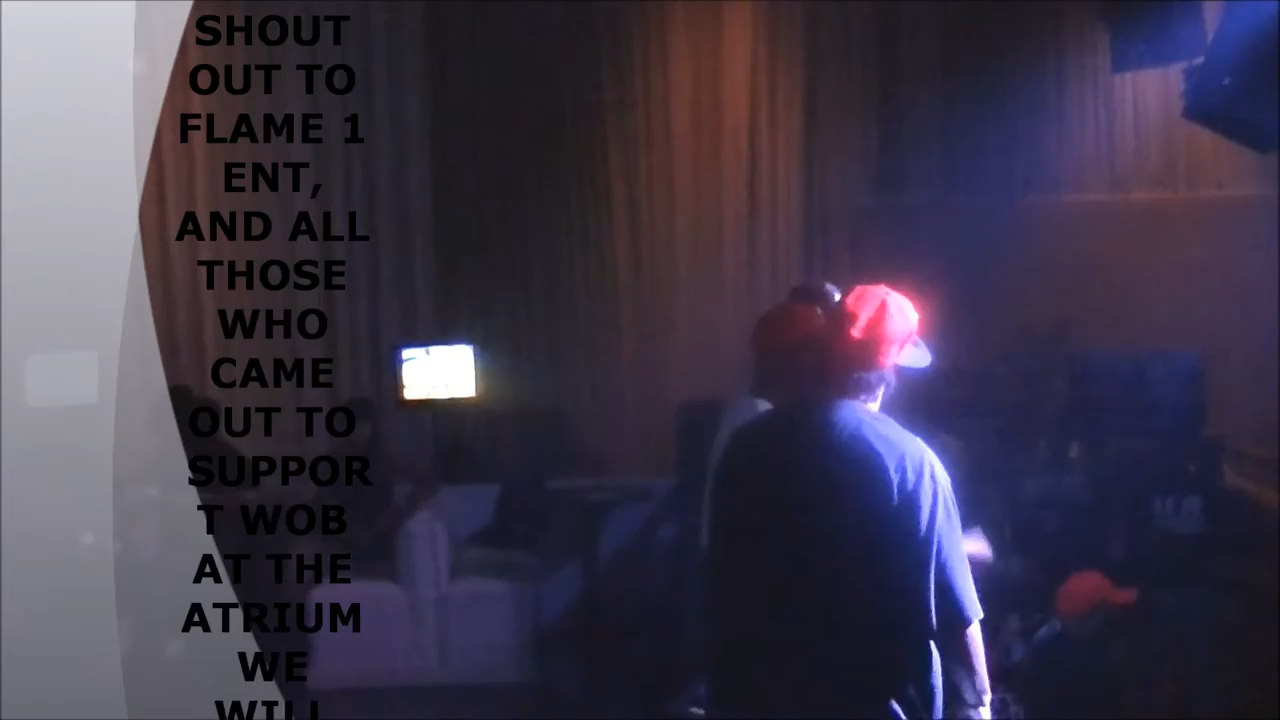 SHOUT
OUT TO
FLAME 1
ENT,
AND ALL
THOSE
WHO
CAME
OUT TO
SUPPOR
T WOB
AT THE
ATRIUM
WE
WILL